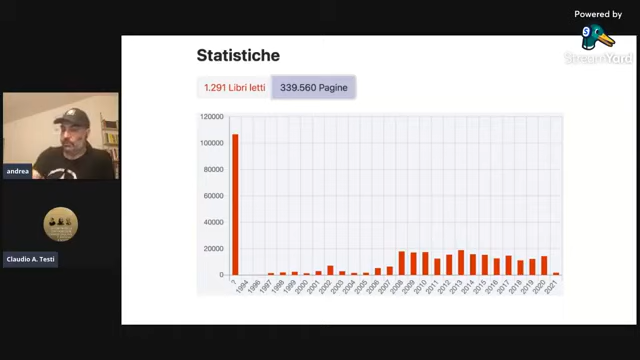 Powered by
StreamYard
Statistiche
1.291 Libri letti
339.560 Pagine
120000
100000
80000
60000
40000
20000
0
? 1994 1996 1997 1998 1999 2000 2001 2002 2003 2004 2005 2006 2007 2008 2009 2010 2011 2012 2013 2014 2015 2016 2017 2018 2019 2020 2021
andrea
Claudio A. Testi